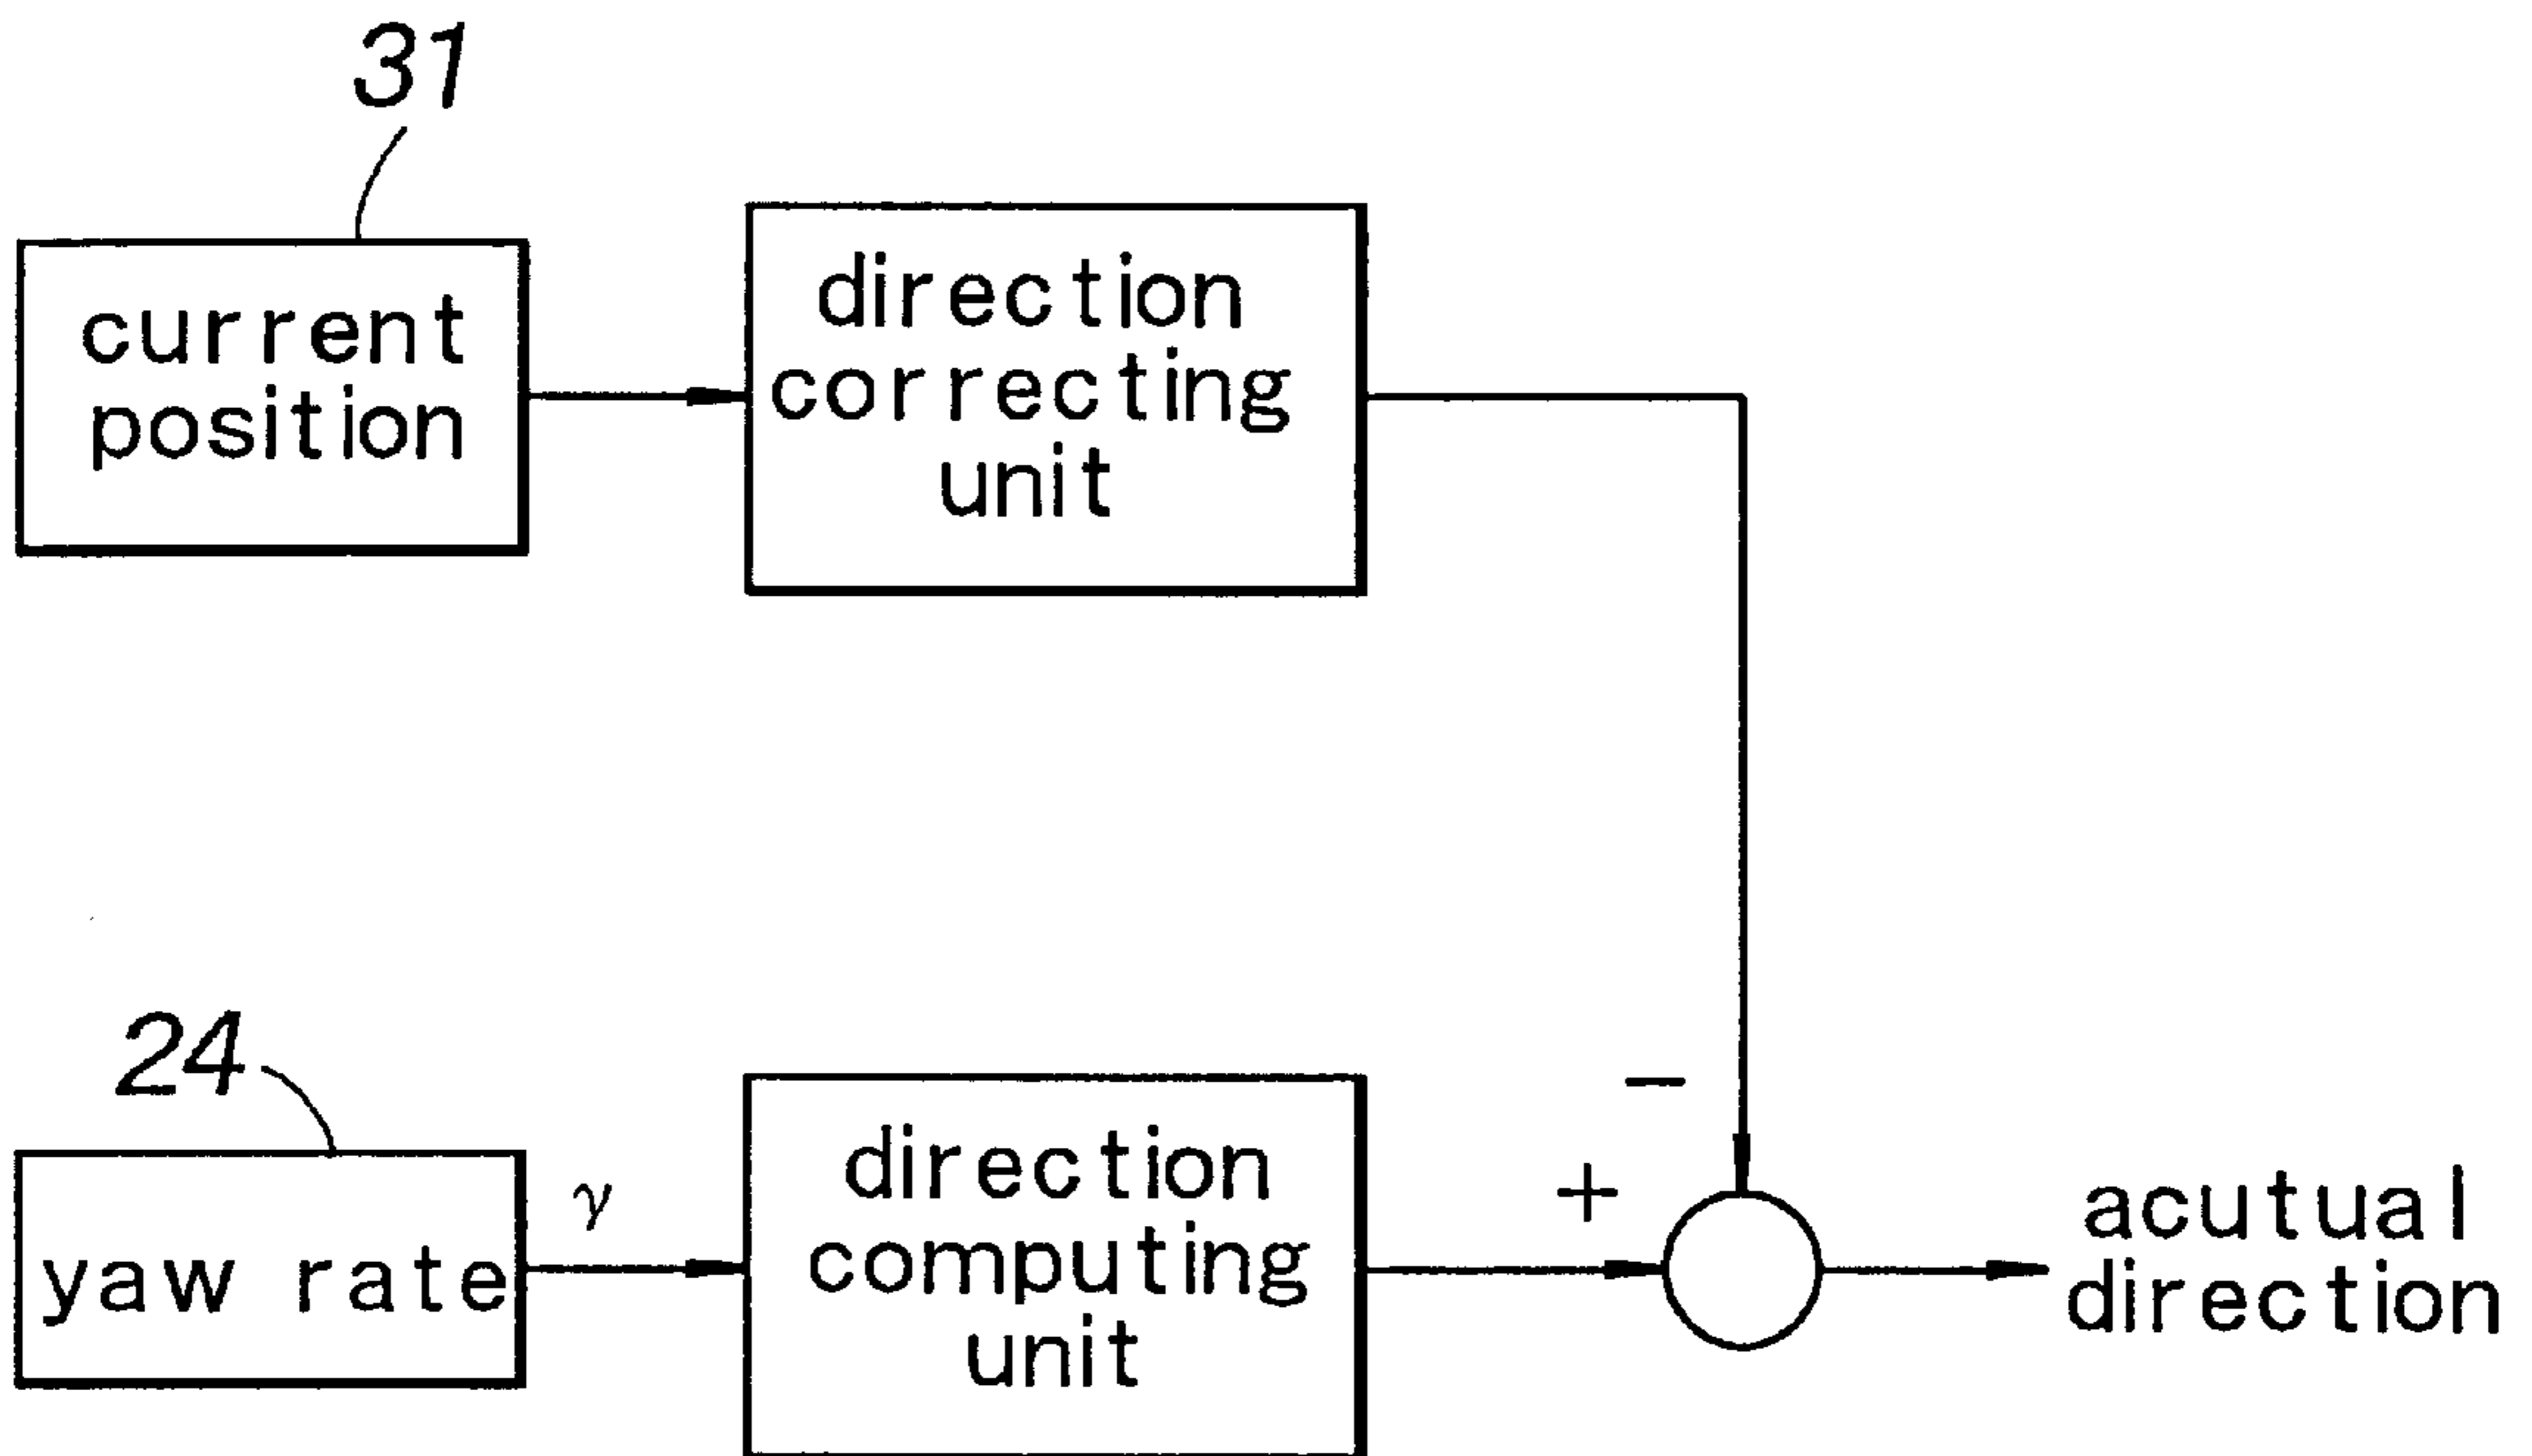 31
current
position
direction
correcting
unit
24
yaw rate
γ
direction
computing
unit
−
+
acutual
direction